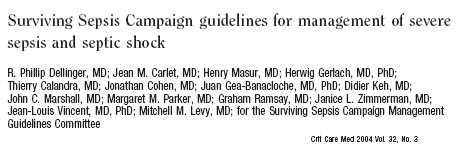 Surviving Sepsis Campaign guidelines for management of severe
sepsis and septic shock
R. Phillip Dellinger, MD; Jean M. Carlet, MD; Henry Masur, MD; Herwig Gerlach, MD, PhD;
Thierry Calandra, MD; Jonathan Cohen, MD; Juan Gea-Banacloche, MD, PhD; Didier Keh, MD;
John C. Marshall, MD; Margaret M. Parker, MD; Graham Ramsay, MD; Janice L. Zimmerman, MD;
Jean-Louis Vincent, MD, PhD; Mitchell M. Levy, MD; for the Surviving Sepsis Campaign Management
Guidelines Committee
Crit Care Med 2004 Vol. 32, No. 3